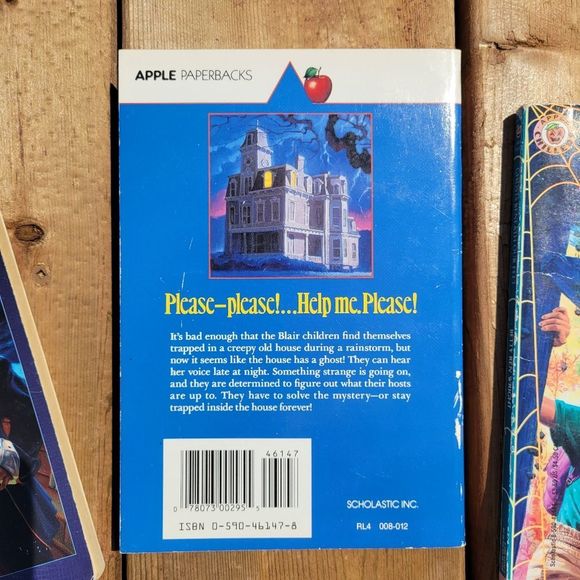 APPLE PAPERBACKS
Please—please!...Help me. Please!
It's bad enough that the Blair children find themselves
trapped in a creepy old house during a rainstorm, but
now it seems like the house has a ghost! They can hear
her voice late at night. Something strange is going on,
and they are determined to figure out what their hosts
are up to. They have to solve the mystery—or stay
trapped inside the house forever!
46147
0 78073 00295 5
ISBN 0-590-46147-8
SCHOLASTIC INC.
RL4 008-012